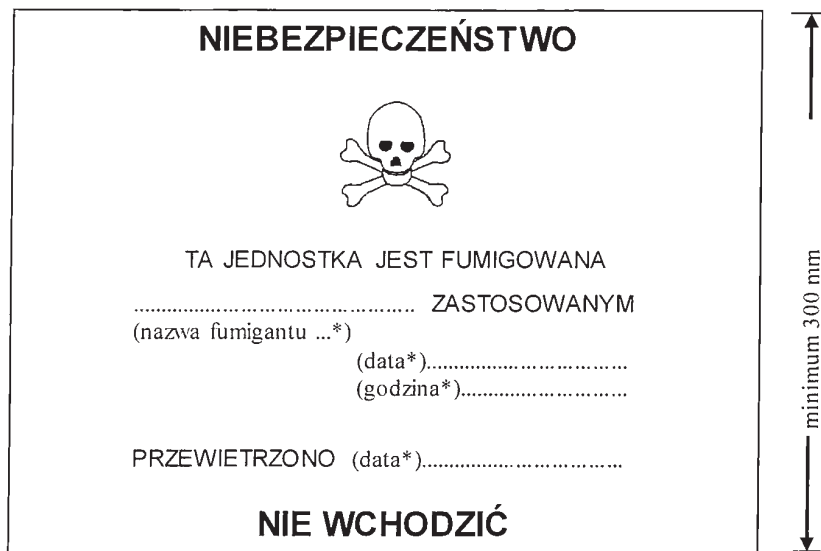 NIEBEZPIECZEŃSTWO
TA JEDNOSTKA JEST FUMIGOWANA
............................................. ZASTOSOWANYM
(nazwa fumigantu ...*)
(data*)..................................
(godzina*)............................
PRZEWIETRZONO (data*)..................................
NIE WCHODZIĆ
minimum 300 mm